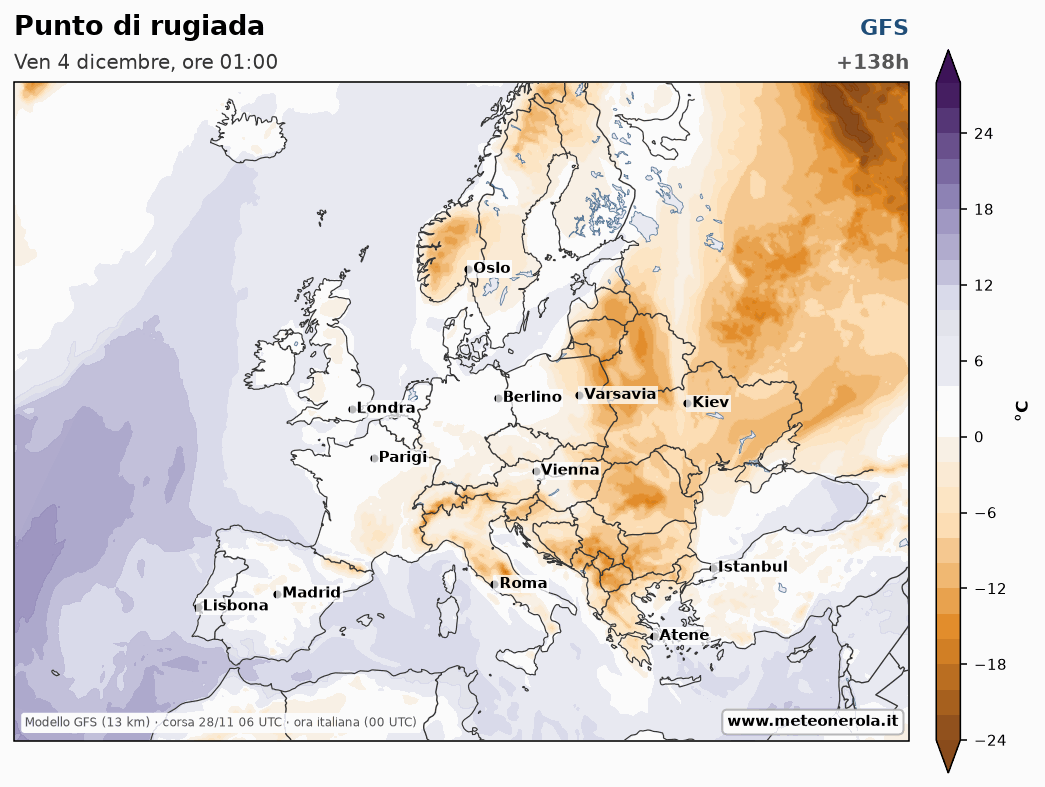 Punto di rugiada
GFS
Ven 4 dicembre, ore 01:00
+138h
Oslo
Londra
Berlino
Varsavia
Kiev
Parigi
Vienna
Istanbul
Lisbona
Madrid
Roma
Atene
24
18
12
6
0
−6
−12
−18
−24
°C
Modello GFS (13 km) · corsa 28/11 06 UTC · ora italiana (00 UTC)
www.meteonerola.it